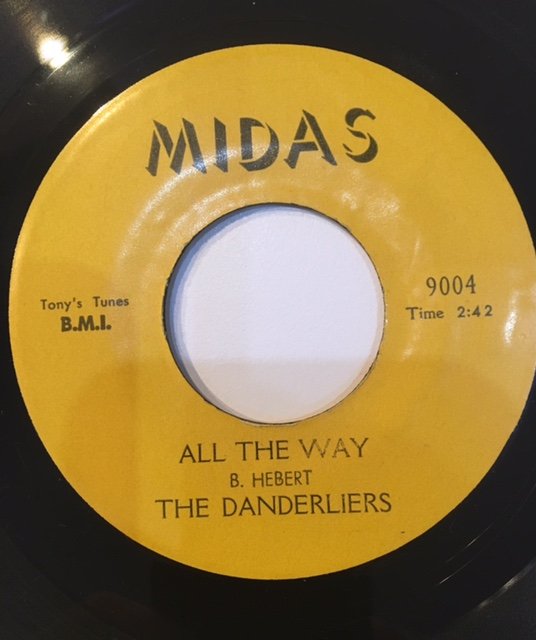 MIDAS
Tony's Tunes
B.M.I.
9004
Time 2:42
ALL THE WAY
B. HEBERT
THE DANDERLIERS